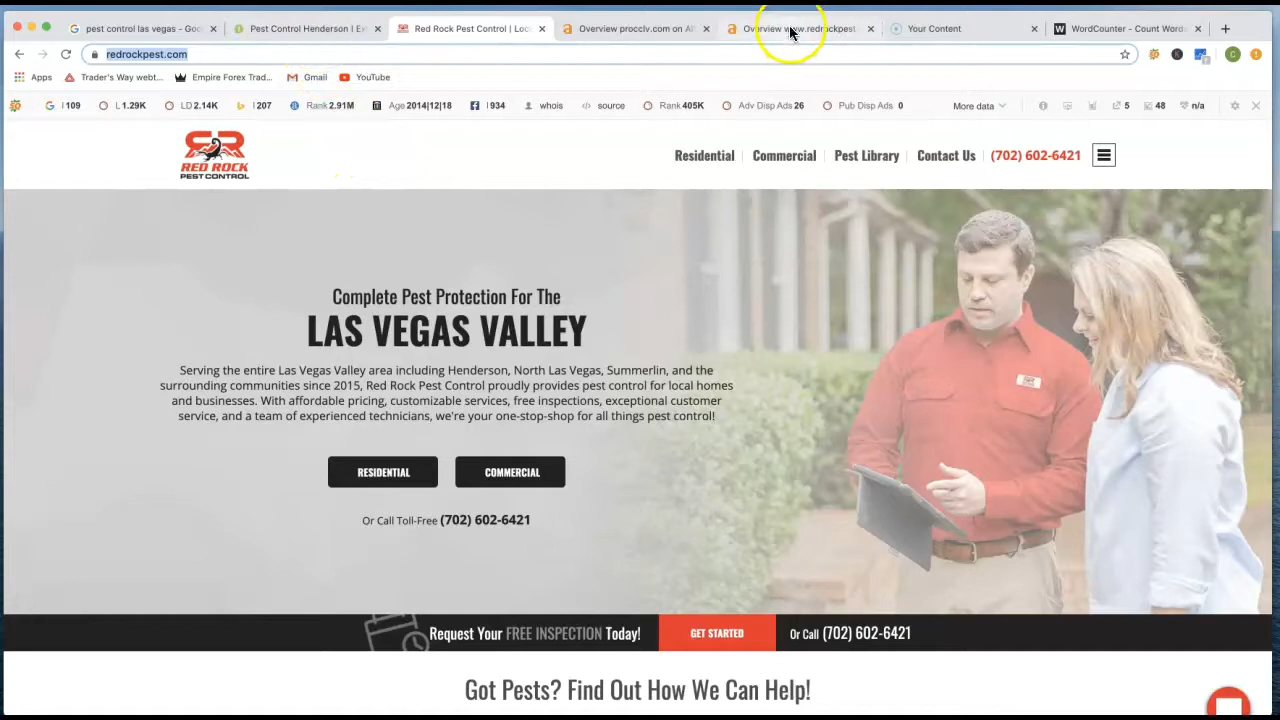 pest control las vegas - Goo
Pest Control Henderson | E
Red Rock Pest Control | Loc
Overview procclv.com on Al
Overview www.redrockpest
Your Content
WordCounter - Count Word
redrockpest.com
Apps
Trader's Way webt...
Empire Forex Trad...
Gmail
YouTube
I 109
L 1.29K
LD 2.14K
I 207
Rank 2.91M
Age 2014|12|18
I 934
whois
source
Rank 405K
Adv Disp Ads 26
Pub Disp Ads 0
More data
5
48
n/a
RED ROCK
PEST CONTROL
Residential
Commercial
Pest Library
Contact Us
(702) 602-6421
Complete Pest Protection For The
LAS VEGAS VALLEY
Serving the entire Las Vegas Valley area including Henderson, North Las Vegas, Summerlin, and the
surrounding communities since 2015, Red Rock Pest Control proudly provides pest control for local homes
and businesses. With affordable pricing, customizable services, free inspections, exceptional customer
service, and a team of experienced technicians, we're your one-stop-shop for all things pest control!
RESIDENTIAL
COMMERCIAL
Or Call Toll-Free (702) 602-6421
Request Your FREE INSPECTION Today!
GET STARTED
Or Call (702) 602-6421
Got Pests? Find Out How We Can Help!